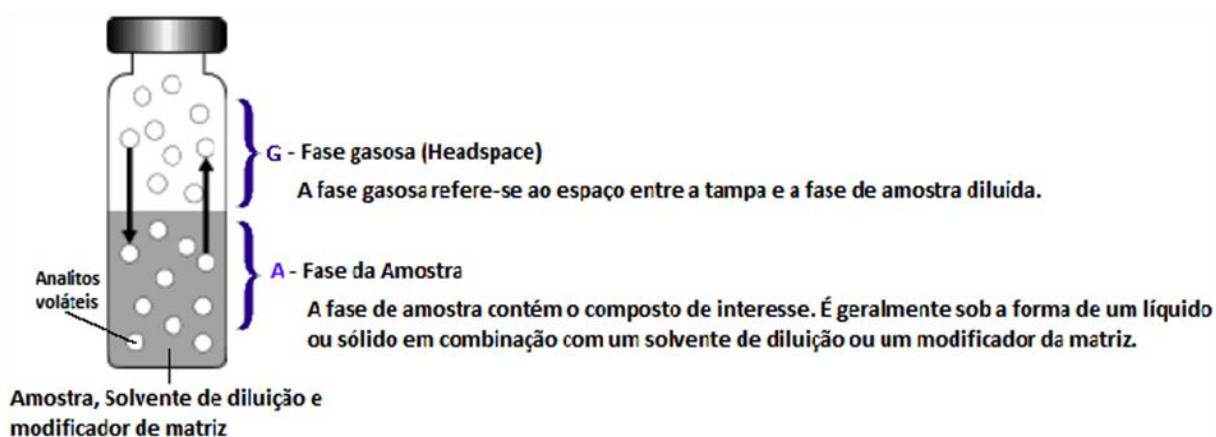 G - Fase gasosa (Headspace)
A fase gasosa refere-se ao espaço entre a tampa e a fase de amostra diluída.
A - Fase da Amostra
A fase de amostra contém o composto de interesse. É geralmente sob a forma de um líquido
ou sólido em combinação com um solvente de diluição ou um modificador da matriz.
Analitos
voláteis
Amostra, Solvente de diluição e
modificador de matriz